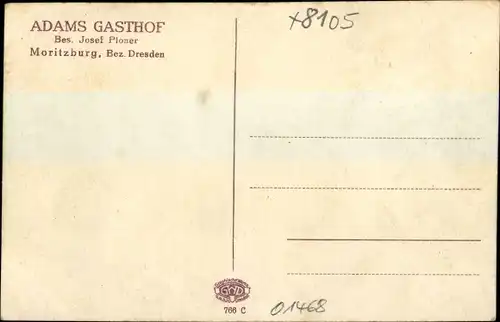 ADAMS GASTHOF
Bes. Josef Ploner
Moritzburg, Bez. Dresden
x8105
766 C
01468